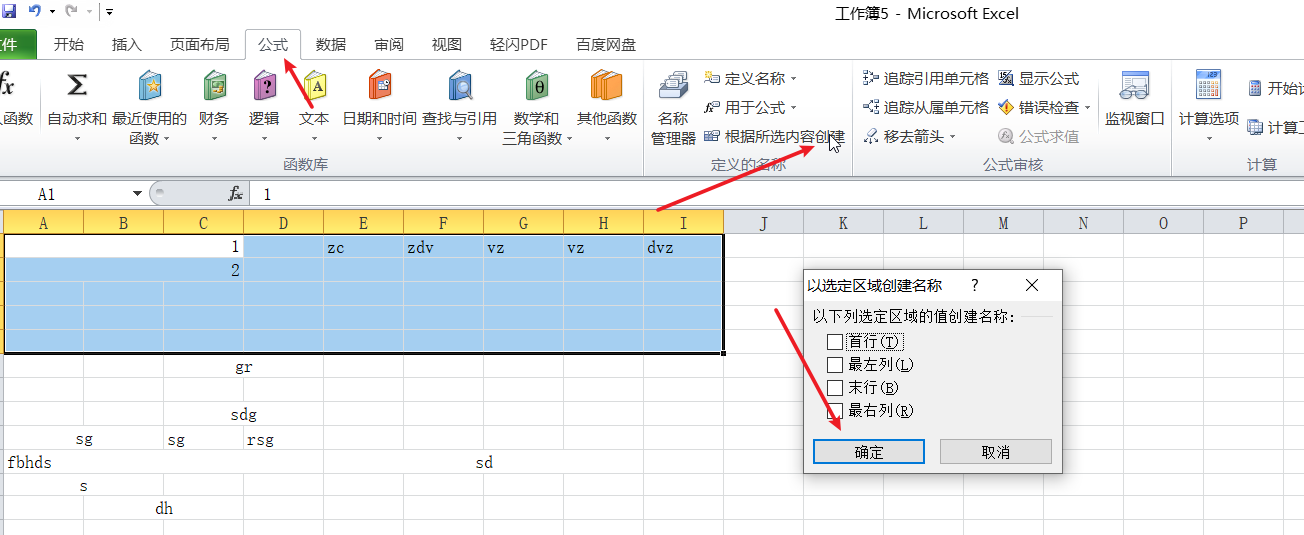 工作簿5 - Microsoft Excel
件 开始 插入 页面布局 公式 数据 审阅 视图 轻闪PDF 百度网盘
fx Σ ? A θ
定义名称 追踪引用单元格 显示公式
用于公式 追踪从属单元格 错误检查
根据所选内容创建 移去箭头 公式求值
入函数 自动求和 最近使用的 财务 逻辑 文本 日期和时间 查找与引用 数学和 其他函数 名称 监视窗口 计算选项 开始计
函数 三角函数 管理器 计算工
函数库 定义的名称 公式审核 计算
A1 fx 1
A B C D E F G H I J K L M N O P
1 zc zdv vz vz dvz
2
gr
sdg
sg sg rsg
fbhds sd
s
dh
以选定区域创建名称 ?
以下列选定区域的值创建名称:
首行(T)
最左列(L)
末行(B)
最右列(R)
确定 取消